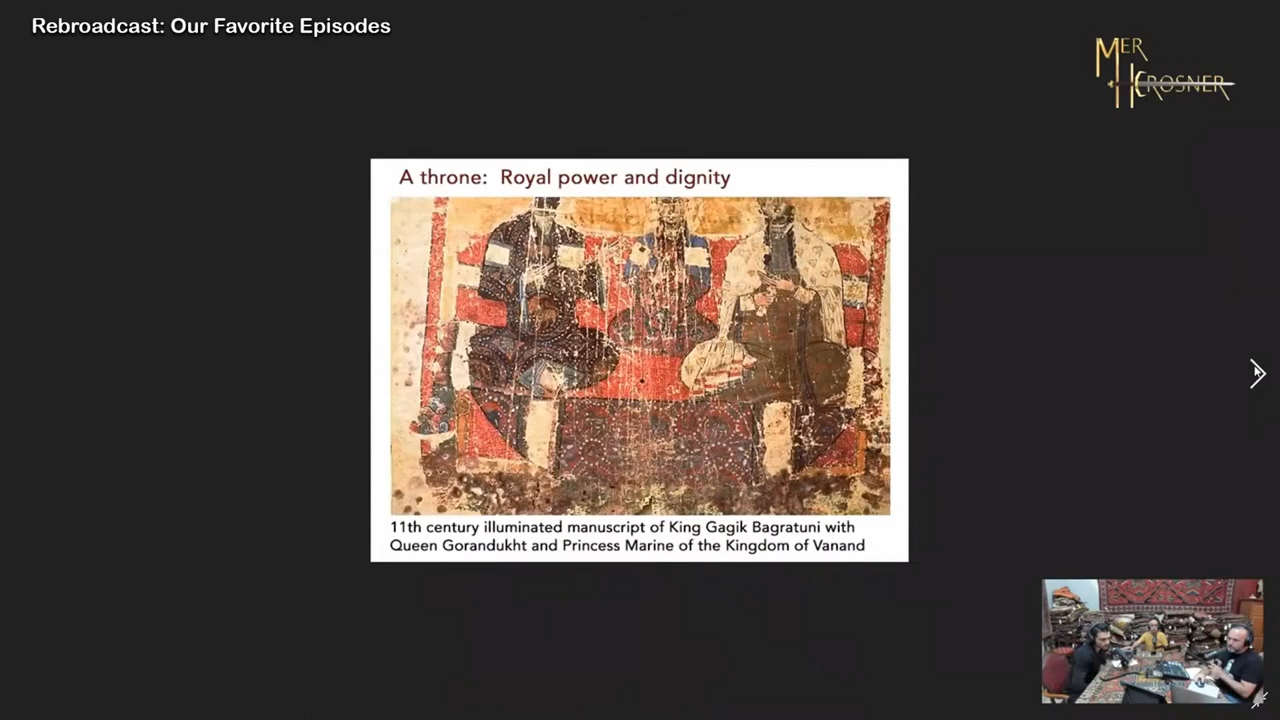 Rebroadcast: Our Favorite Episodes
MER
HEROSNER
A throne: Royal power and dignity
11th century illuminated manuscript of King Gagik Bagratuni with
Queen Gorandukht and Princess Marine of the Kingdom of Vanand